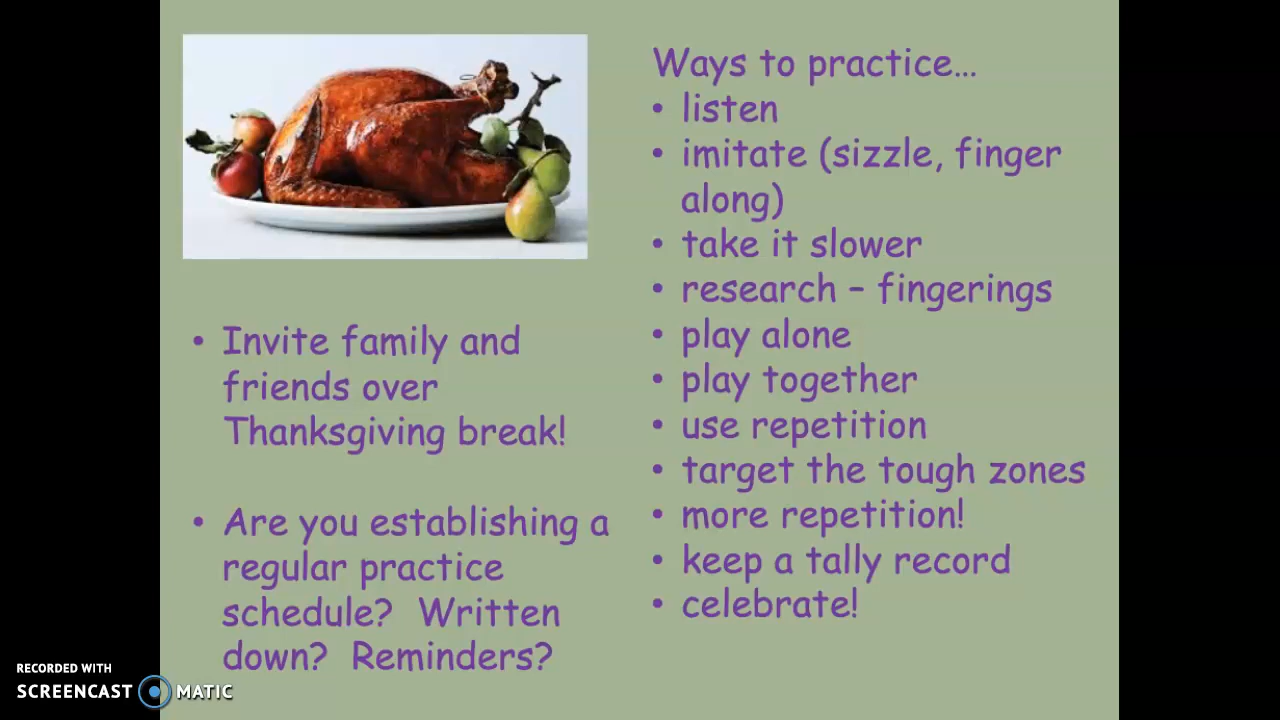 Invite family and
friends over
Thanksgiving break!
Are you establishing a
regular practice
schedule?  Written
down?  Reminders?
Ways to practice...
• listen
• imitate (sizzle, finger
along)
• take it slower
• research – fingerings
• play alone
• play together
• use repetition
• target the tough zones
• more repetition!
• keep a tally record
• celebrate!
RECORDED WITH
SCREENCAST MATIC